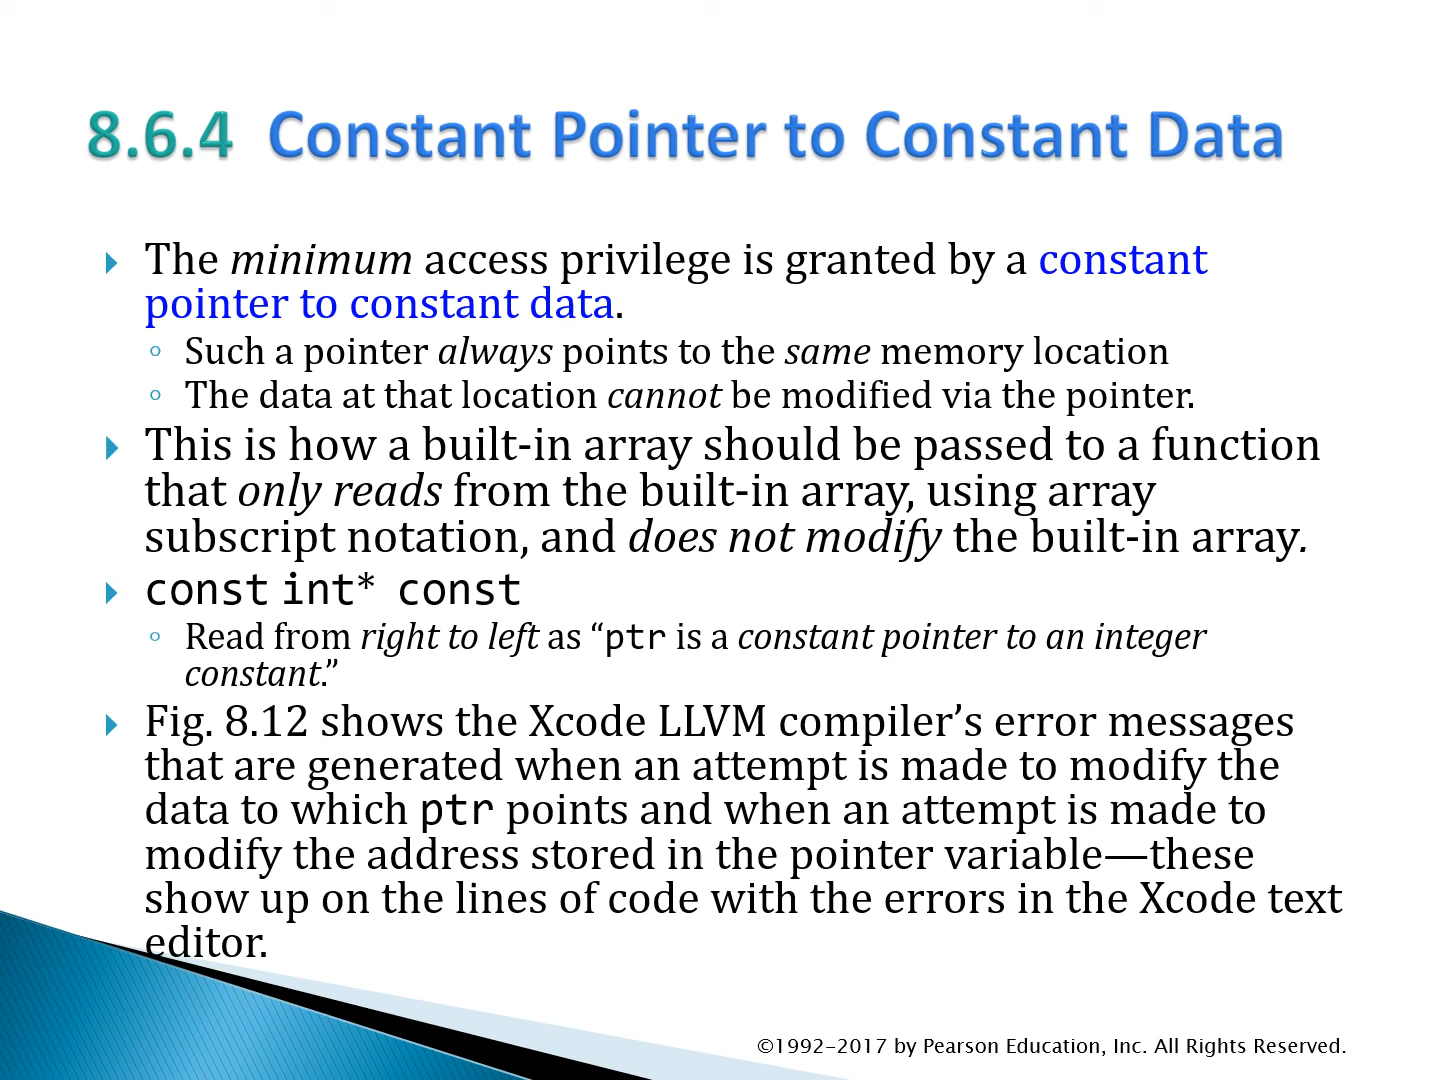 8.6.4 Constant Pointer to Constant Data
The minimum access privilege is granted by a constant
pointer to constant data.
Such a pointer always points to the same memory location
The data at that location cannot be modified via the pointer.
This is how a built-in array should be passed to a function
that only reads from the built-in array, using array
subscript notation, and does not modify the built-in array.
const int* const
Read from right to left as “ptr is a constant pointer to an integer
constant.”
Fig. 8.12 shows the Xcode LLVM compiler’s error messages
that are generated when an attempt is made to modify the
data to which ptr points and when an attempt is made to
modify the address stored in the pointer variable—these
show up on the lines of code with the errors in the Xcode text
editor.
©1992-2017 by Pearson Education, Inc. All Rights Reserved.